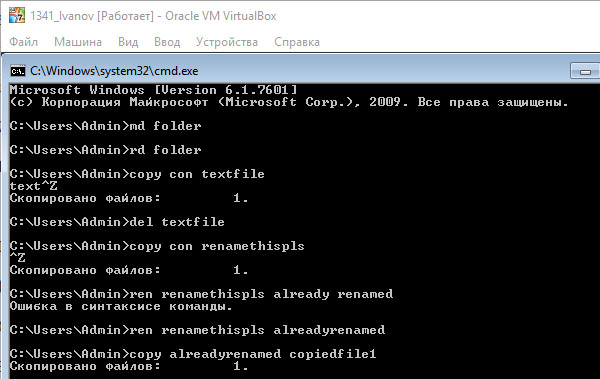 1341_Ivanov [Работает] - Oracle VM VirtualBox
Файл Машина Вид Ввод Устройства Справка
C:\Windows\system32\cmd.exe
Microsoft Windows [Version 6.1.7601]
(c) Корпорация Майкрософт (Microsoft Corp.), 2009. Все права защищены.
C:\Users\Admin>md folder
C:\Users\Admin>rd folder
C:\Users\Admin>copy con textfile
text^Z
Скопировано файлов: 1.
C:\Users\Admin>del textfile
C:\Users\Admin>copy con renamethispls
^Z
Скопировано файлов: 1.
C:\Users\Admin>ren renamethispls already renamed
Ошибка в синтаксисе команды.
C:\Users\Admin>ren renamethispls alreadyrenamed
C:\Users\Admin>copy alreadyrenamed copiedfile1
Скопировано файлов: 1.